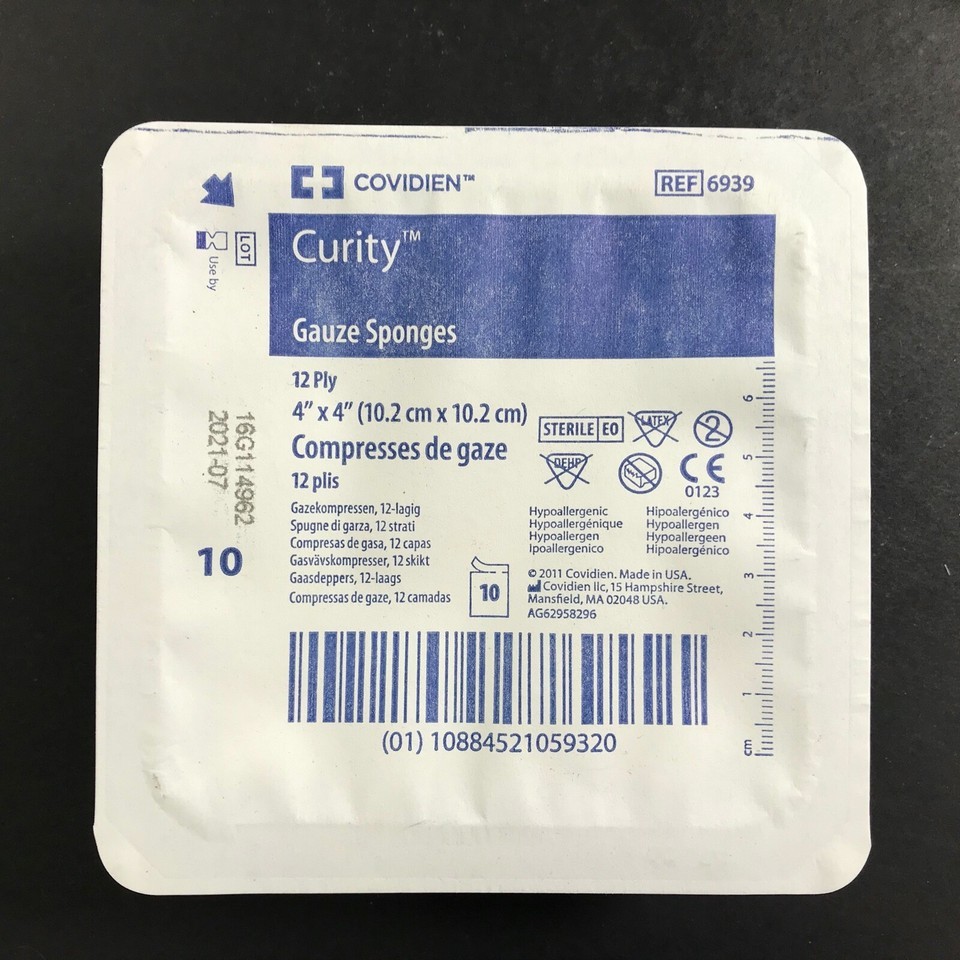 COVIDIEN™
REF 6939
Curity™
Gauze Sponges
LOT
Use by
16G114962
2021-07
10
12 Ply
4” x 4” (10.2 cm x 10.2 cm)
Compresses de gaze
12 plis
STERILE EO
LATEX
2
DEHP
CE
0123
Gazekompressen, 12-lagig
Spugne di garza, 12 strati
Compresas de gasa, 12 capas
Gasvävskompresser, 12 skikt
Gaasdeppers, 12-laags
Compressas de gaze, 12 camadas
10
Hypoallergenic
Hypoallergénique
Hypoallergen
Ipoallergenico
Hipoalergénico
Hypoallergen
Hypoallergeen
Hipoalergénico
© 2011 Covidien. Made in USA.
Covidien llc, 15 Hampshire Street,
Mansfield, MA 02048 USA.
AG62958296
(01) 10884521059320
6
5
4
3
2
1
cm